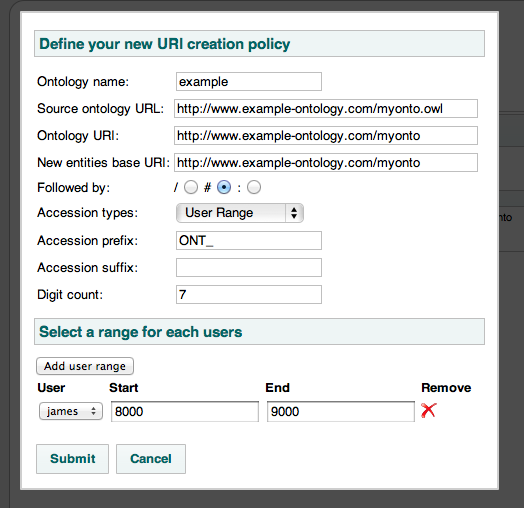 Define your new URI creation policy
Ontology name: example
Source ontology URL: http://www.example-ontology.com/myonto.owl
Ontology URI: http://www.example-ontology.com/myonto
New entities base URI: http://www.example-ontology.com/myonto
Followed by: / # :
Accession types: User Range
Accession prefix: ONT_
Accession suffix:
Digit count: 7
Select a range for each users
Add user range
User Start End Remove
james 8000 9000
Submit Cancel